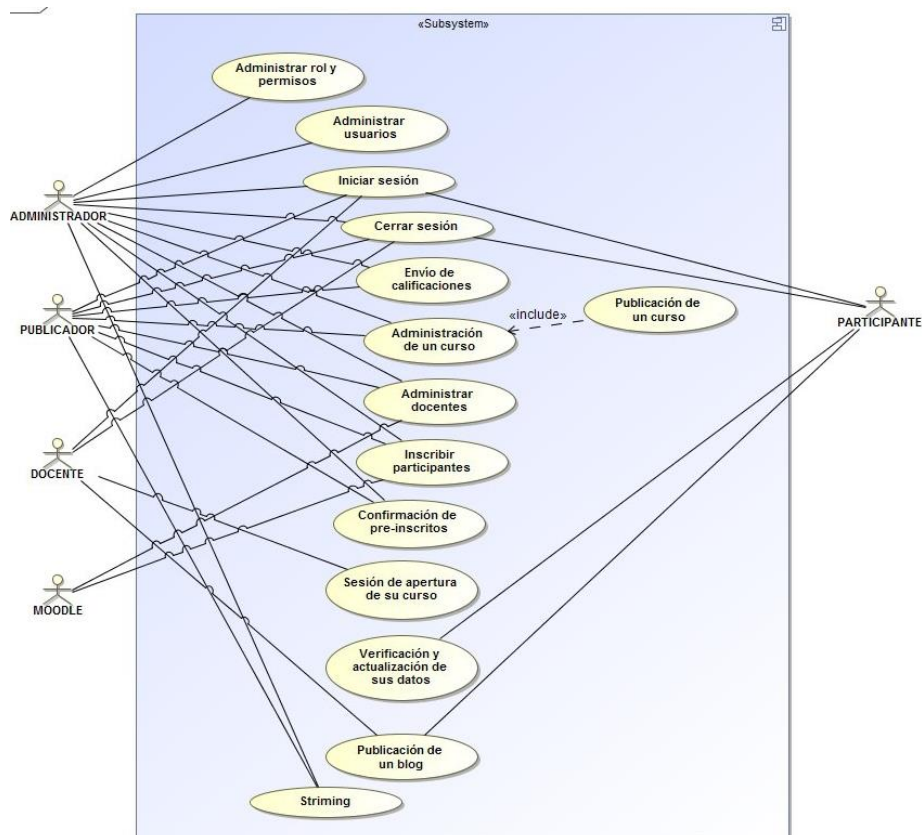 «Subsystem»
Administrar rol y
permisos
Administrar
usuarios
Iniciar sesión
ADMINISTRADOR
Cerrar sesión
Envío de
calificaciones
Publicación de
un curso
«include»
PUBLICADOR
PARTICIPANTE
Administración
de un curso
Administrar
docentes
Inscribir
participantes
DOCENTE
Confirmación de
pre-inscritos
Sesión de apertura
de su curso
MOODLE
Verificación y
actualización de
sus datos
Publicación de
un blog
Striming